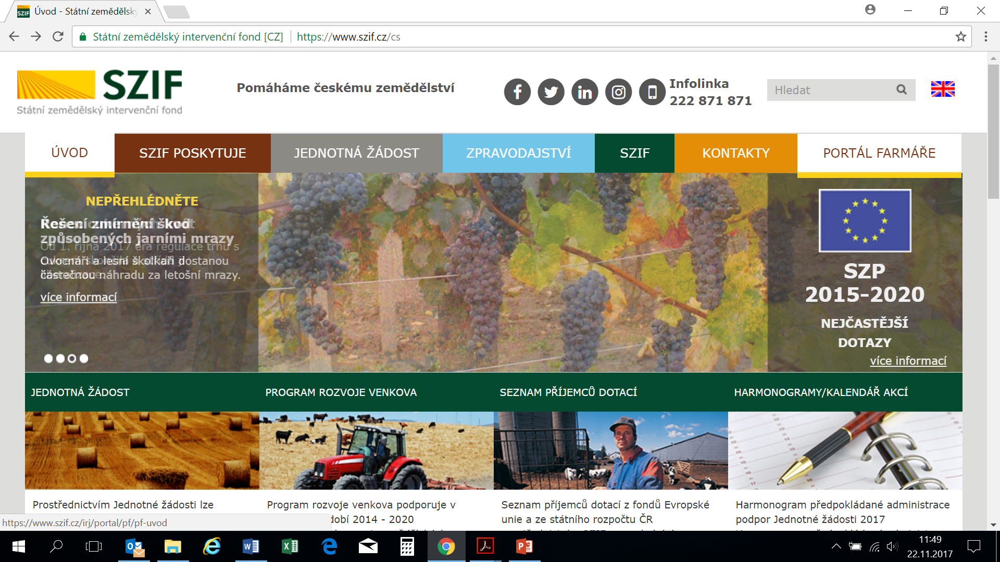 Úvod - Státní zemědělsk
Státní zemědělský intervenční fond [CZ]
https://www.szif.cz/cs
SZIF
Státní zemědělský intervenční fond
Pomáháme českému zemědělství
Infolinka
222 871 871
Hledat
ÚVOD
SZIF POSKYTUJE
JEDNOTNÁ ŽÁDOST
ZPRAVODAJSTVÍ
SZIF
KONTAKTY
PORTÁL FARMÁŘE
NEPŘEHLÉDNĚTE
Řešení zmírnění škod
způsobených jarními mrazy
Od 1. října 2017 éra regulace trhu s
Ovocnáři a lesní školkaři dostanou
částečnou náhradu za letošní mrazy.
více informací
SZP
2015-2020
NEJČASTĚJŠÍ
DOTAZY
více informací
JEDNOTNÁ ŽÁDOST
PROGRAM ROZVOJE VENKOVA
SEZNAM PŘÍJEMCŮ DOTACÍ
HARMONOGRAMY/KALENDÁŘ AKCÍ
Prostřednictvím Jednotné žádosti lze
Program rozvoje venkova podporuje v
dobí 2014 - 2020
Seznam příjemců dotací z fondů Evropské
unie a ze státního rozpočtu ČR
Harmonogram předpokládané administrace
podpor Jednotné žádosti 2017
https://www.szif.cz/irj/portal/pf/pf-uvod
11:49
22.11.2017